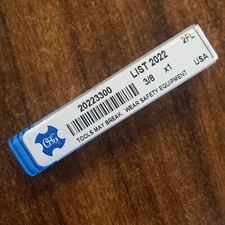 LIST 2022
2FL
20223300
3/8 x1
USA
OSG
TOOLS MAY BREAK. WEAR SAFETY EQUIPMENT